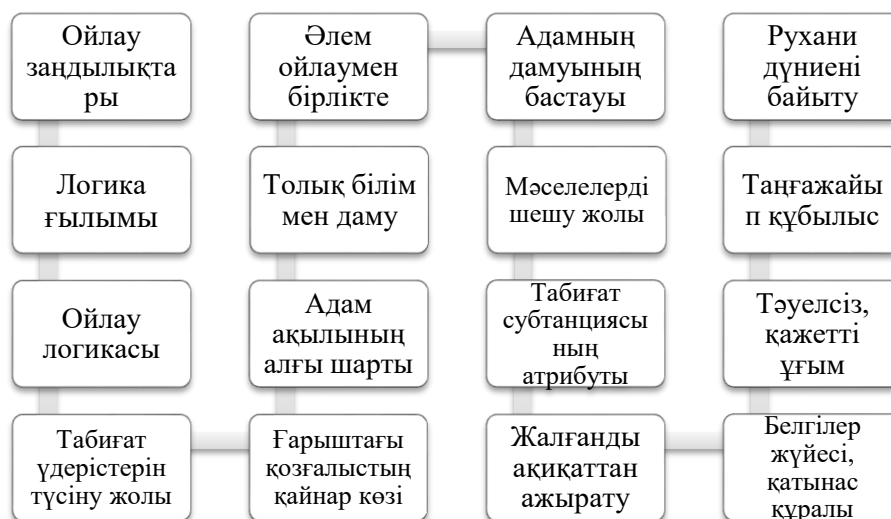 Ойлау
заңдылықта
ры
Логика
ғылымы
Ойлау
логикасы
Табиғат
үдерістерін
түсіну жолы
Ғарыштағы
қозғалыстың
қайнар көзі
Адам
ақылының
алғы шарты
Толық білім
мен даму
Әлем
ойлаумен
бірлікте
Адамның
дамуының
бастауы
Мәселелерді
шешу жолы
Табиғат
субтанциясы
ның
атрибуты
Жалғанды
ақиқаттан
ажырату
Белгілер
жүйесі,
қатынас
құралы
Тәуелсіз,
қажетті
ұғым
Таңғажайы
п құбылыс
Рухани
дүниені
байыту